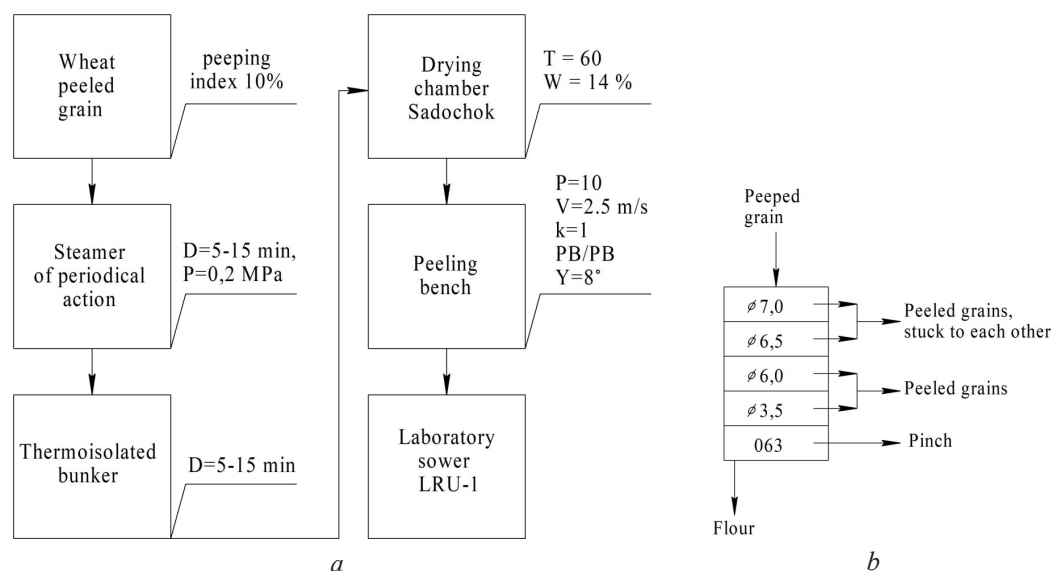 Wheat
peeled
grain
peeping
index 10%
Steamer
of periodical
action
D=5-15 min,
P=0,2 MPa
Thermoisolated
bunker
D=5-15 min
Drying
chamber
Sadochok
T = 60
W = 14 %
Peeling
bench
P=10
V=2.5 m/s
k=1
PB/PB
Y=8°
Laboratory
sower
LRU-1
a
Peeped
grain
⌀7,0
⌀6,5
Peeled grains,
stuck to each other
⌀6,0
⌀3,5
Peeled grains
063
Pinch
Flour
b